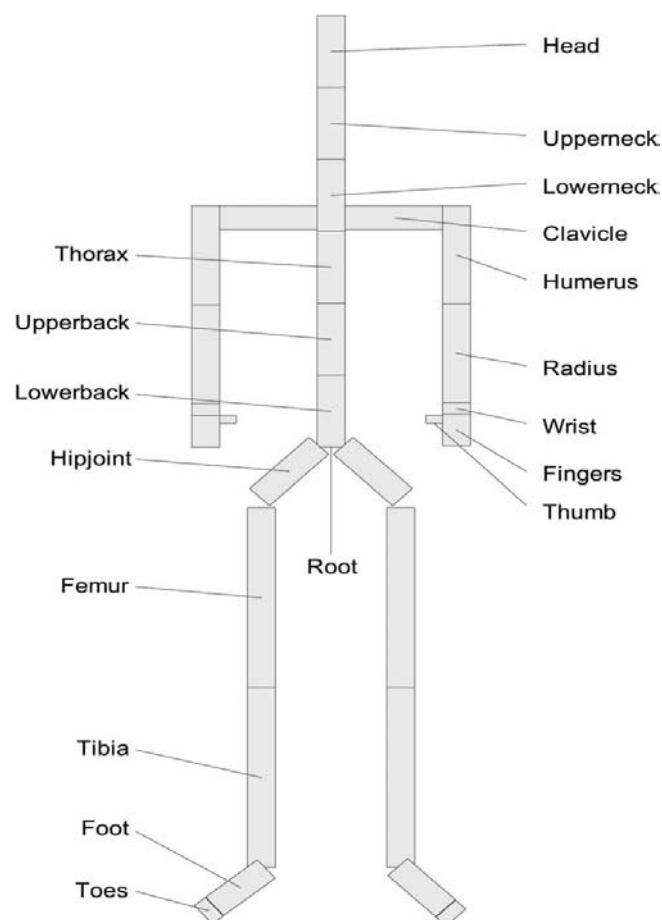 Head
Upperneck
Lowerneck
Clavicle
Thorax
Humerus
Upperback
Radius
Lowerback
Wrist
Hipjoint
Fingers
Thumb
Root
Femur
Tibia
Foot
Toes